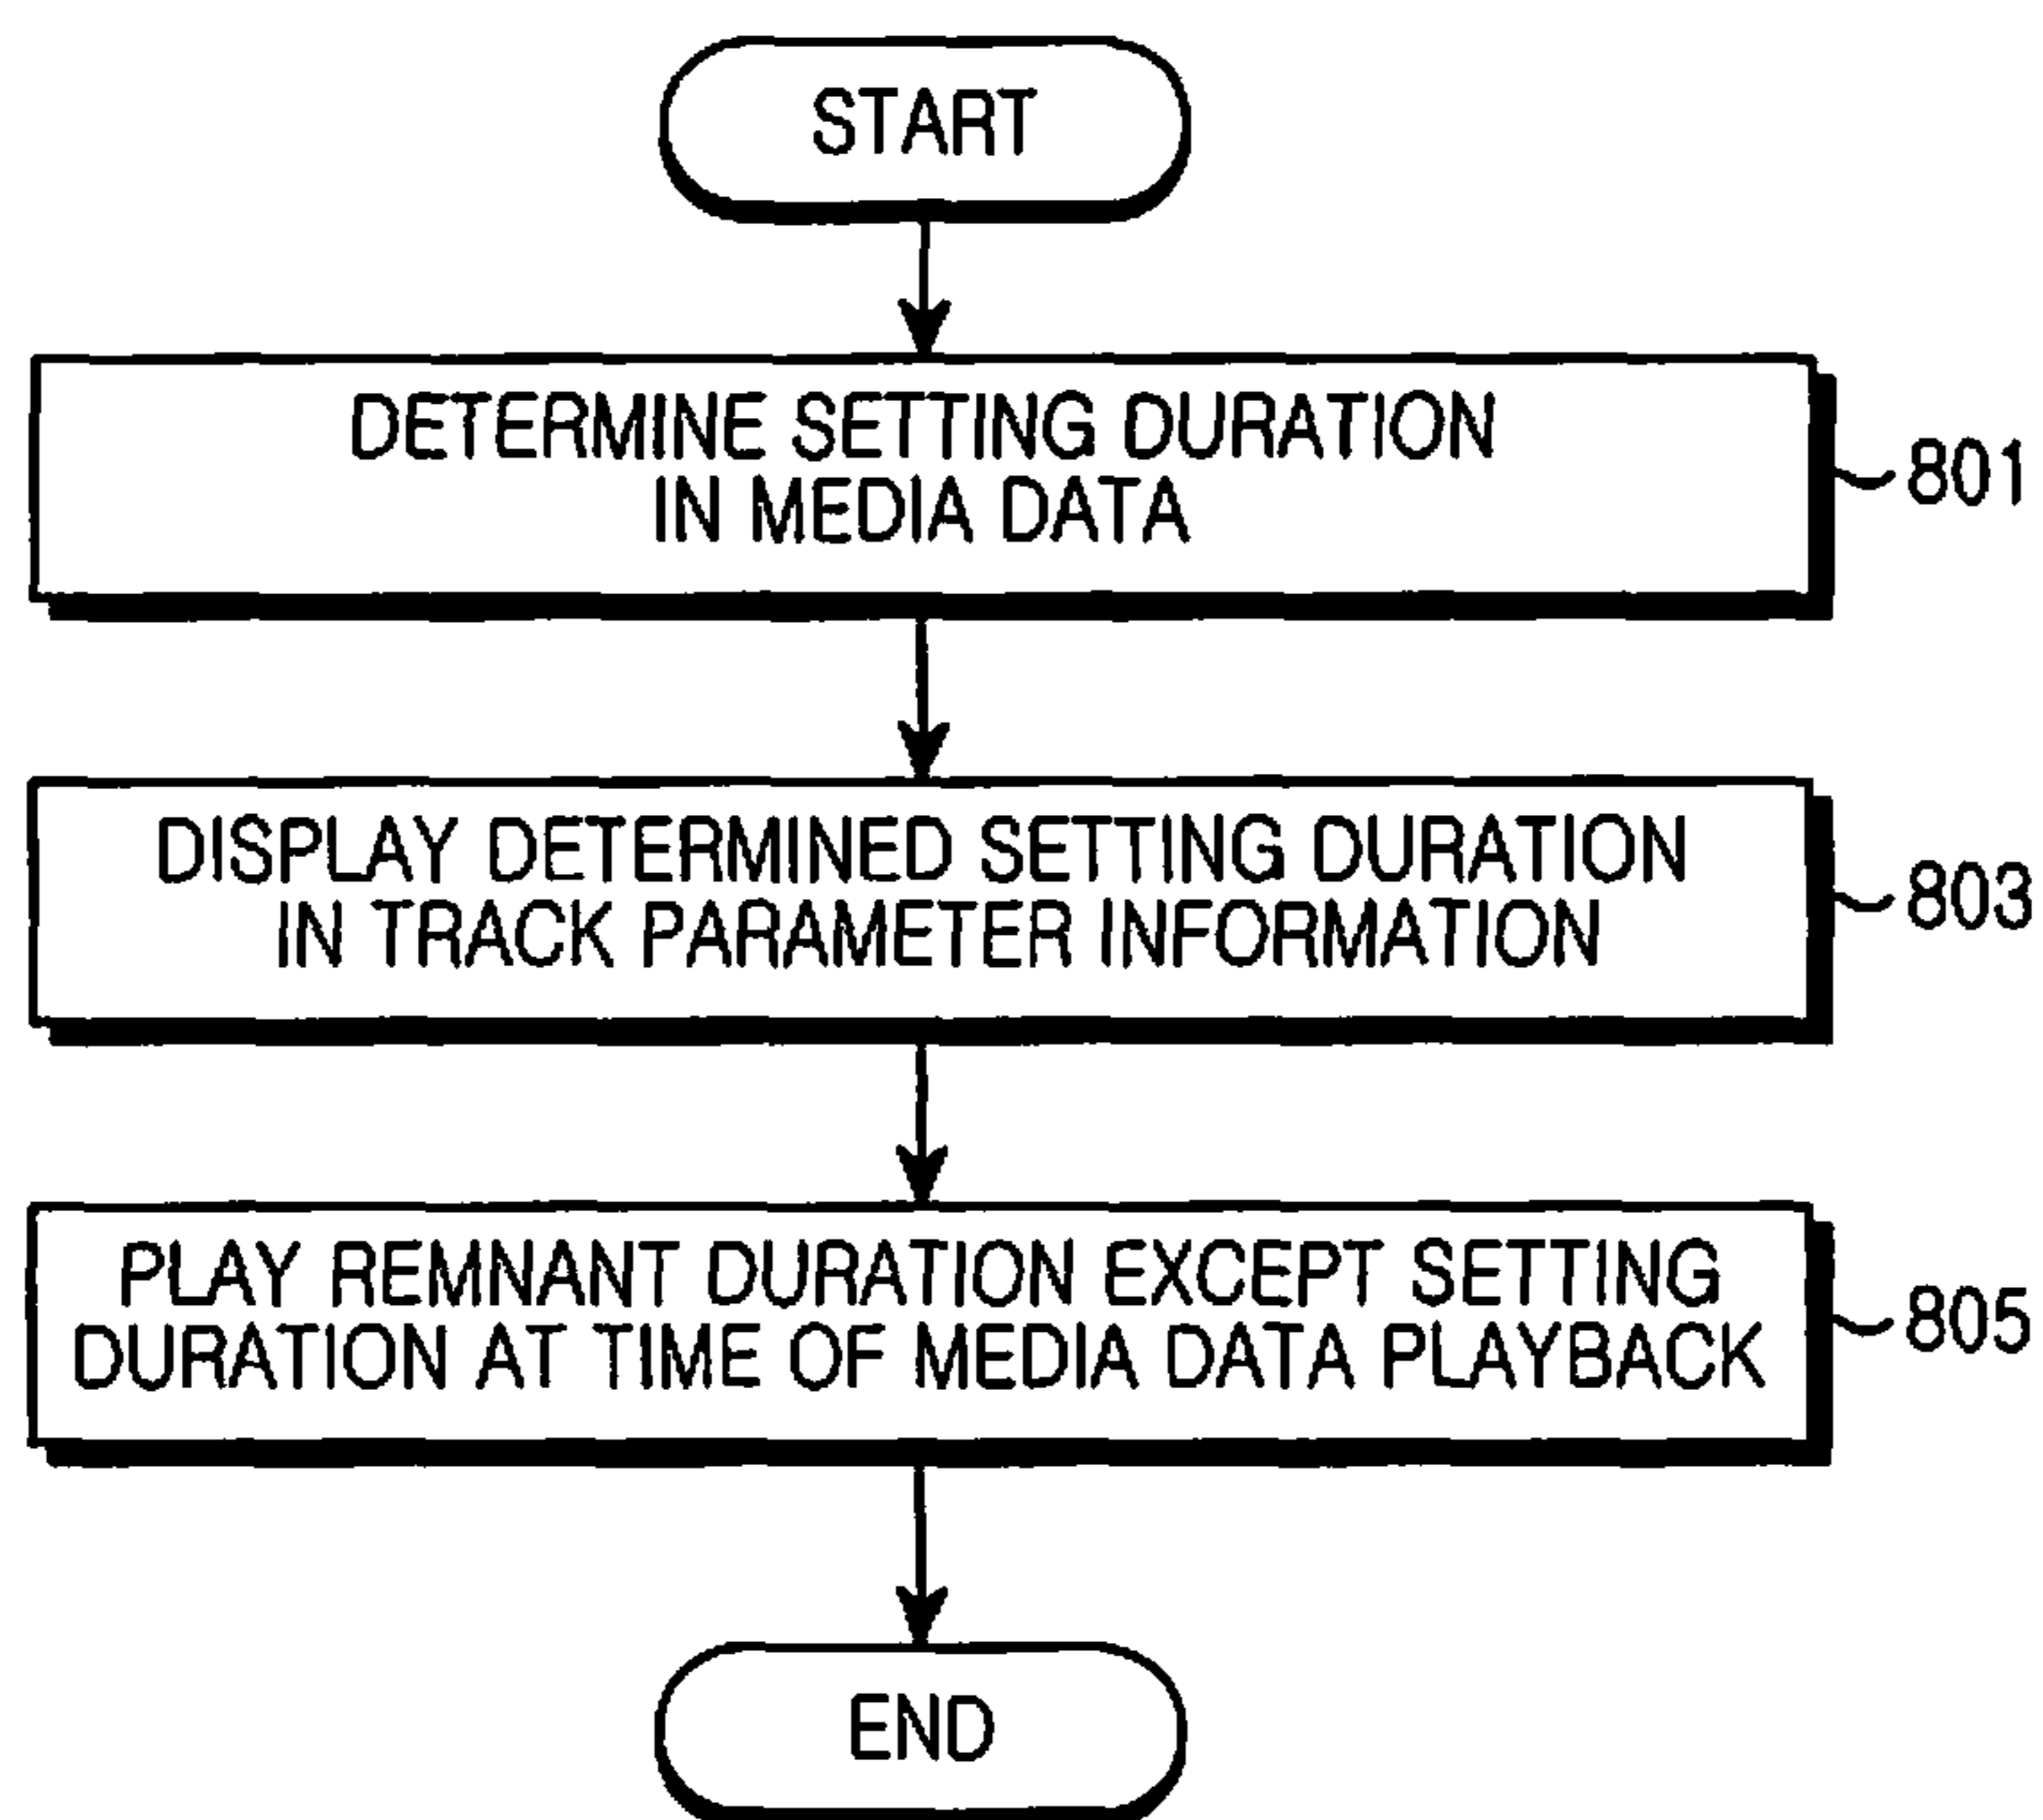 START
DETERMINE SETTING DURATION
IN MEDIA DATA
801
DISPLAY DETERMINED SETTING DURATION
IN TRACK PARAMETER INFORMATION
803
PLAY REMNANT DURATION EXCEPT SETTING
DURATION AT TIME OF MEDIA DATA PLAYBACK
805
END